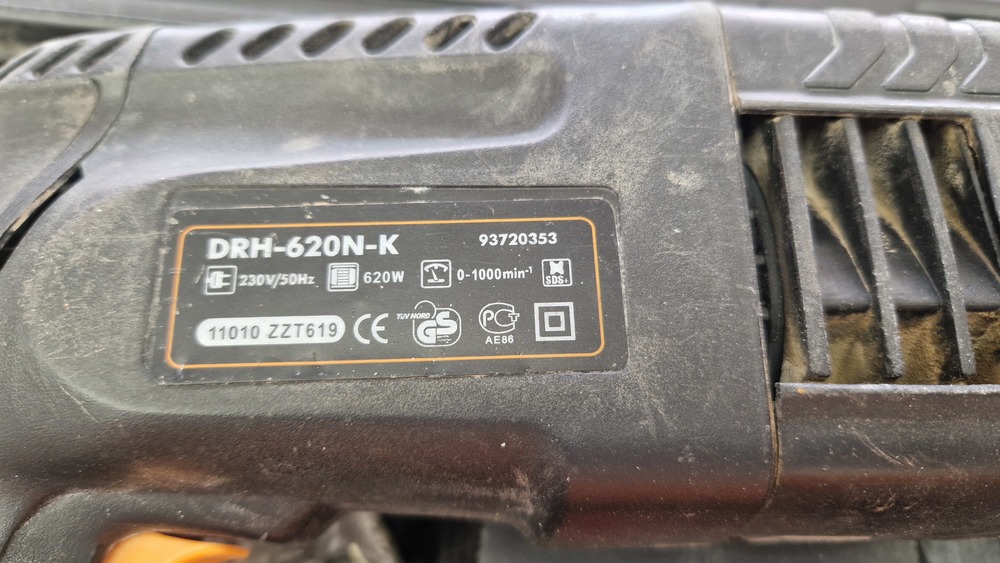 DRH-620N-K 93720353
230V/50Hz 620W 0-1000min⁻¹ SDS+
11010 ZZT619 CE TÜV NORD GS PCT
AE86